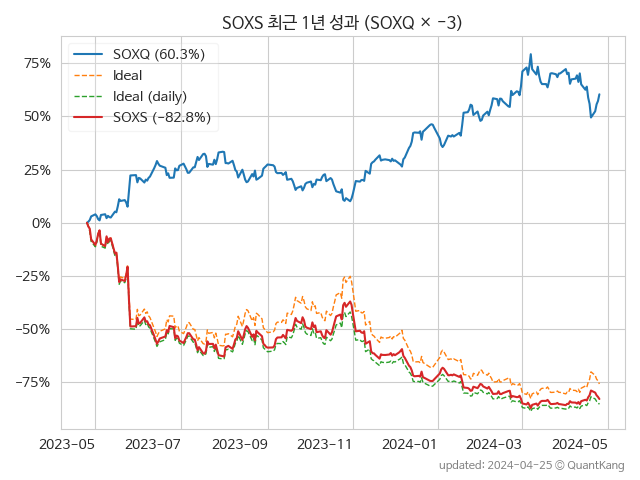 SOXS 최근 1년 성과 (SOXQ × −3)
SOXQ (60.3%)
Ideal
Ideal (daily)
SOXS (−82.8%)
75%
50%
25%
0%
−25%
−50%
−75%
2023-05
2023-07
2023-09
2023-11
2024-01
2024-03
2024-05
updated: 2024-04-25 © QuantKang